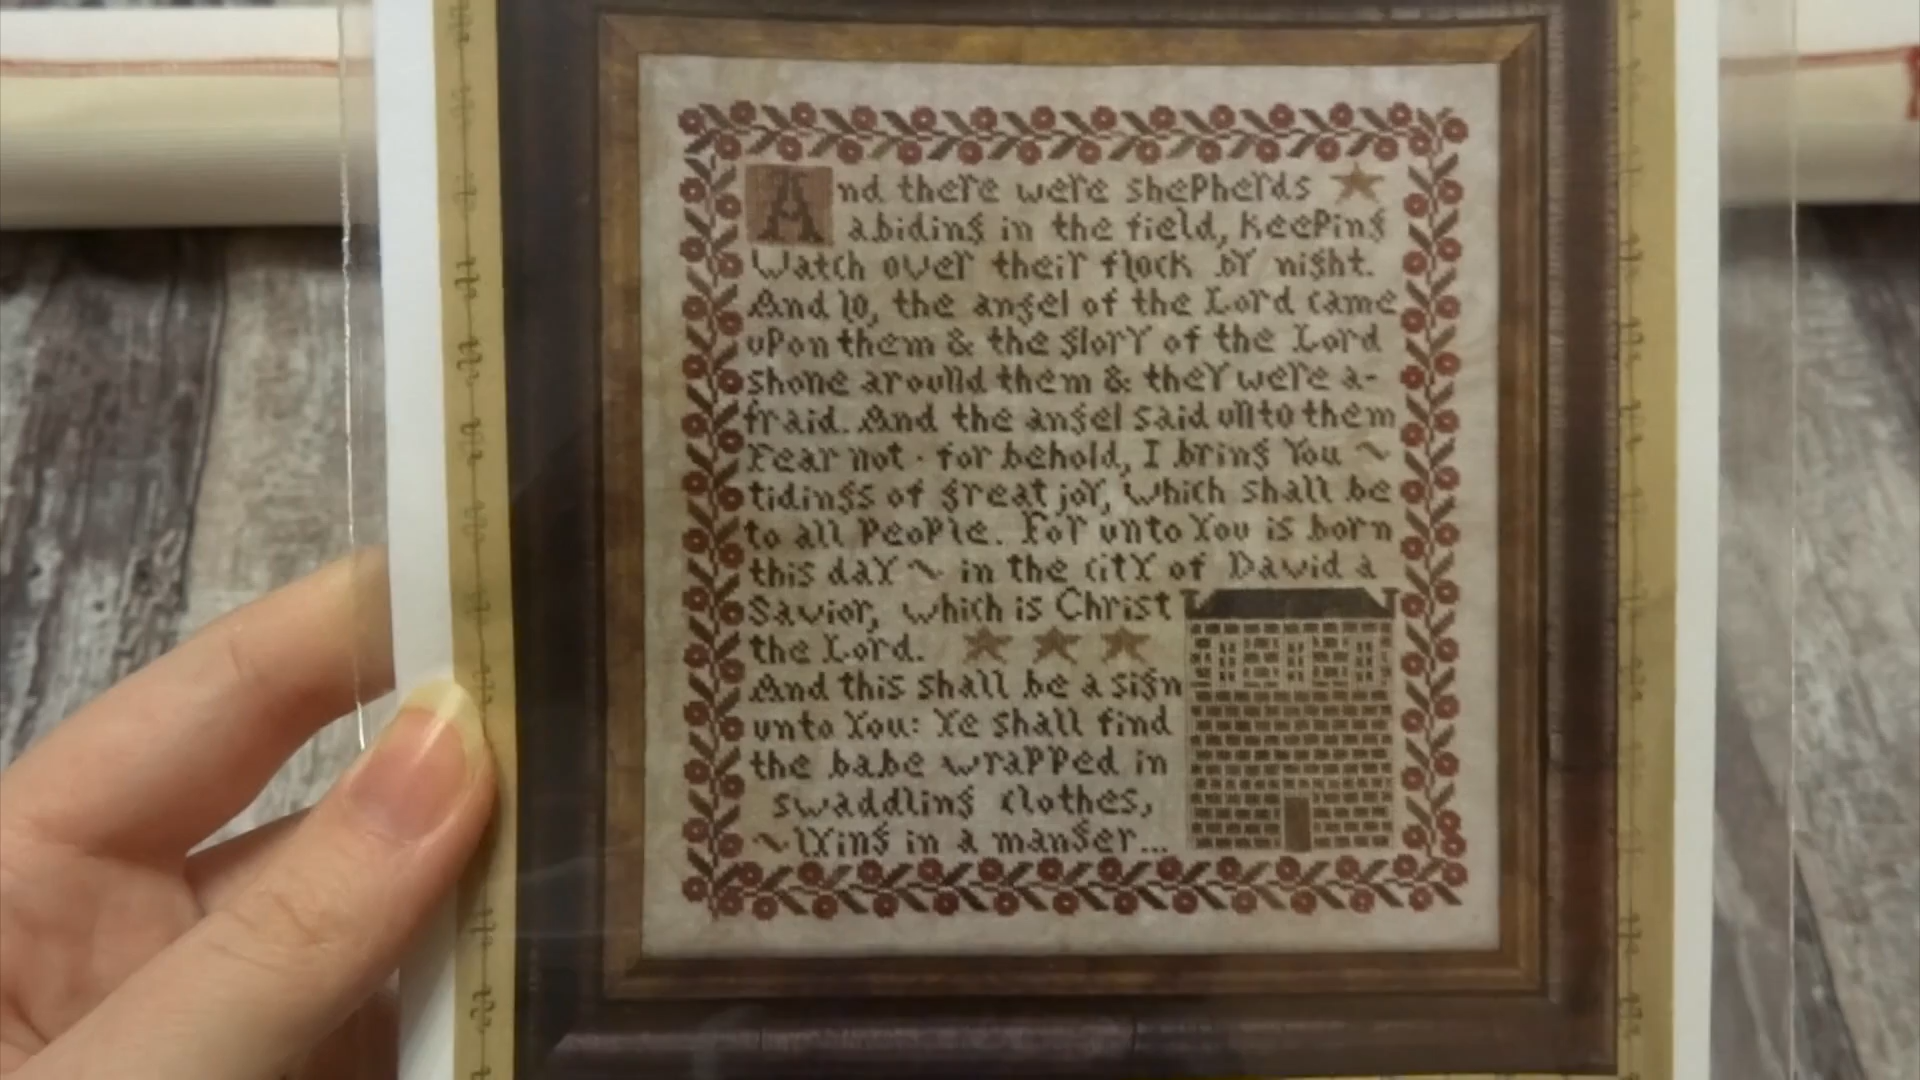 And there were shePherds
abiding in the field, KeePing
Watch over their flock by night.
And lo, the angel of the Lord came
uPon them & the glory of the Lord
shone around them & they were a-
fraid. And the angel said unto them
Fear not · for behold, I bring You ~
tidings of great joy, which shall be
to all PeoPle. For unto You is born
this day ~ in the city of David a
Savior, which is Christ
the Lord.
And this shall be a sign
unto You: Ye shall find
the babe wraPPed in
swaddling clothes,
~ lying in a manger...